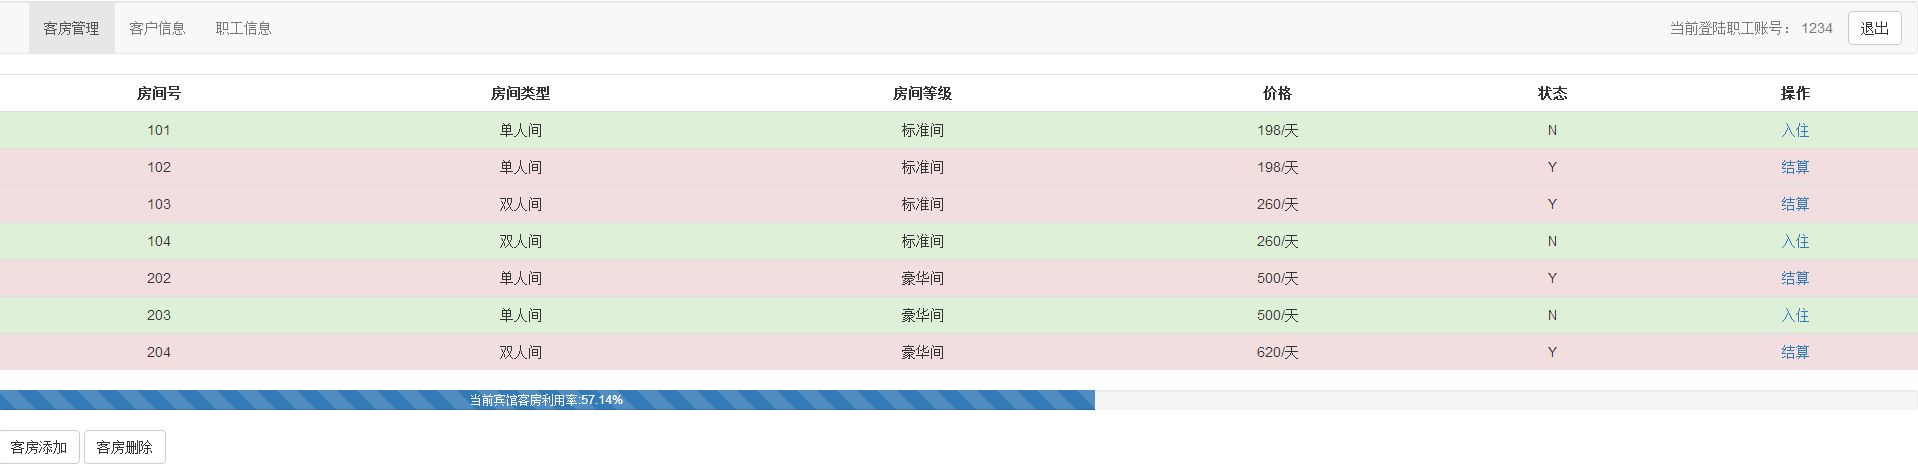 客房管理 客户信息 职工信息 当前登陆职工账号： 1234 退出
房间号 房间类型 房间等级 价格 状态 操作
101 单人间 标准间 198/天 N 入住
102 单人间 标准间 198/天 Y 结算
103 双人间 标准间 260/天 Y 结算
104 双人间 标准间 260/天 N 入住
202 单人间 豪华间 500/天 Y 结算
203 单人间 豪华间 500/天 N 入住
204 双人间 豪华间 620/天 Y 结算
当前宾馆客房利用率:57.14%
客房添加 客房删除